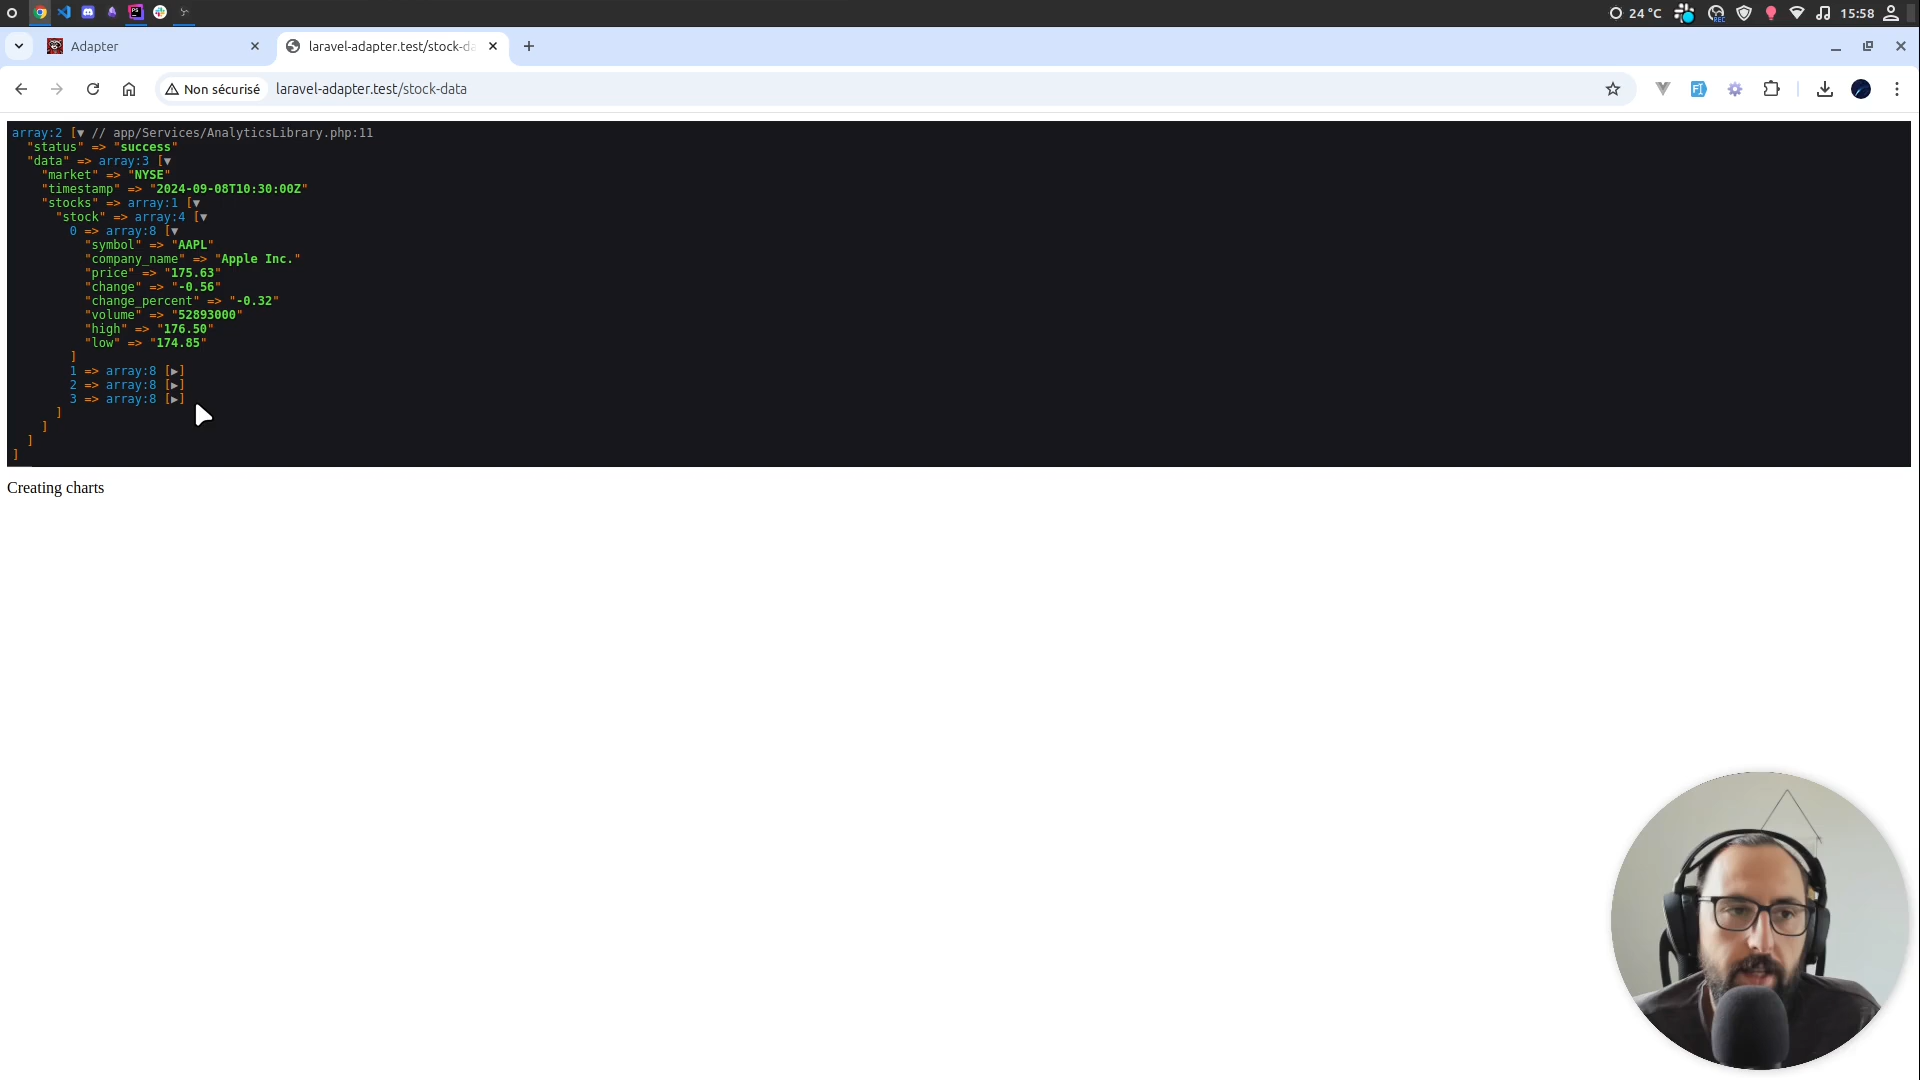 24 °C
REC
15:58
Adapter
laravel-adapter.test/stock-da
Non sécurisé
laravel-adapter.test/stock-data
array:2 [▼ // app/Services/AnalyticsLibrary.php:11
"status" => "success"
"data" => array:3 [▼
"market" => "NYSE"
"timestamp" => "2024-09-08T10:30:00Z"
"stocks" => array:1 [▼
"stock" => array:4 [▼
0 => array:8 [▼
"symbol" => "AAPL"
"company_name" => "Apple Inc."
"price" => "175.63"
"change" => "-0.56"
"change_percent" => "-0.32"
"volume" => "52893000"
"high" => "176.50"
"low" => "174.85"
]
1 => array:8 [▶]
2 => array:8 [▶]
3 => array:8 [▶]
]
]
]
]
Creating charts